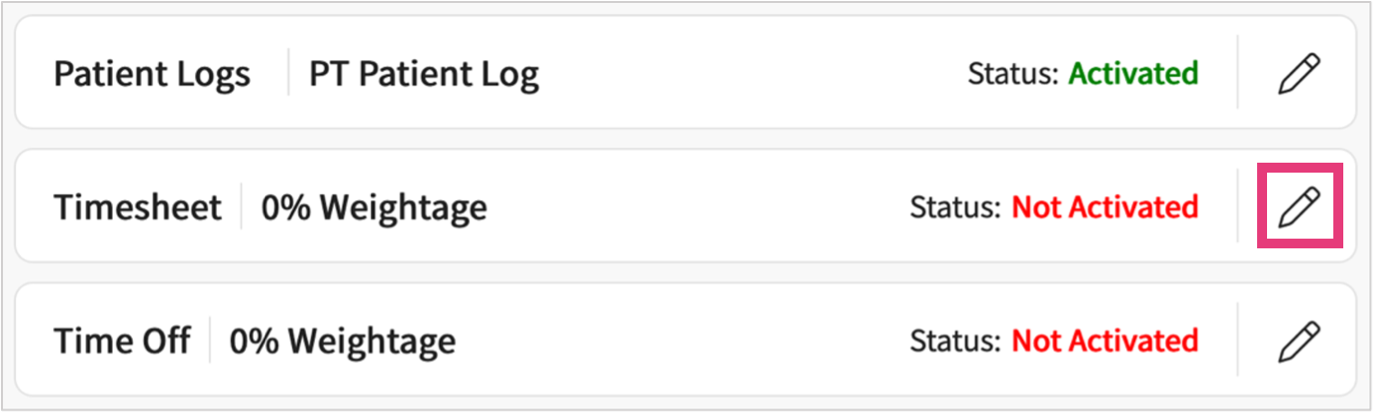 Patient Logs PT Patient Log Status: Activated
Timesheet 0% Weightage Status: Not Activated
Time Off 0% Weightage Status: Not Activated